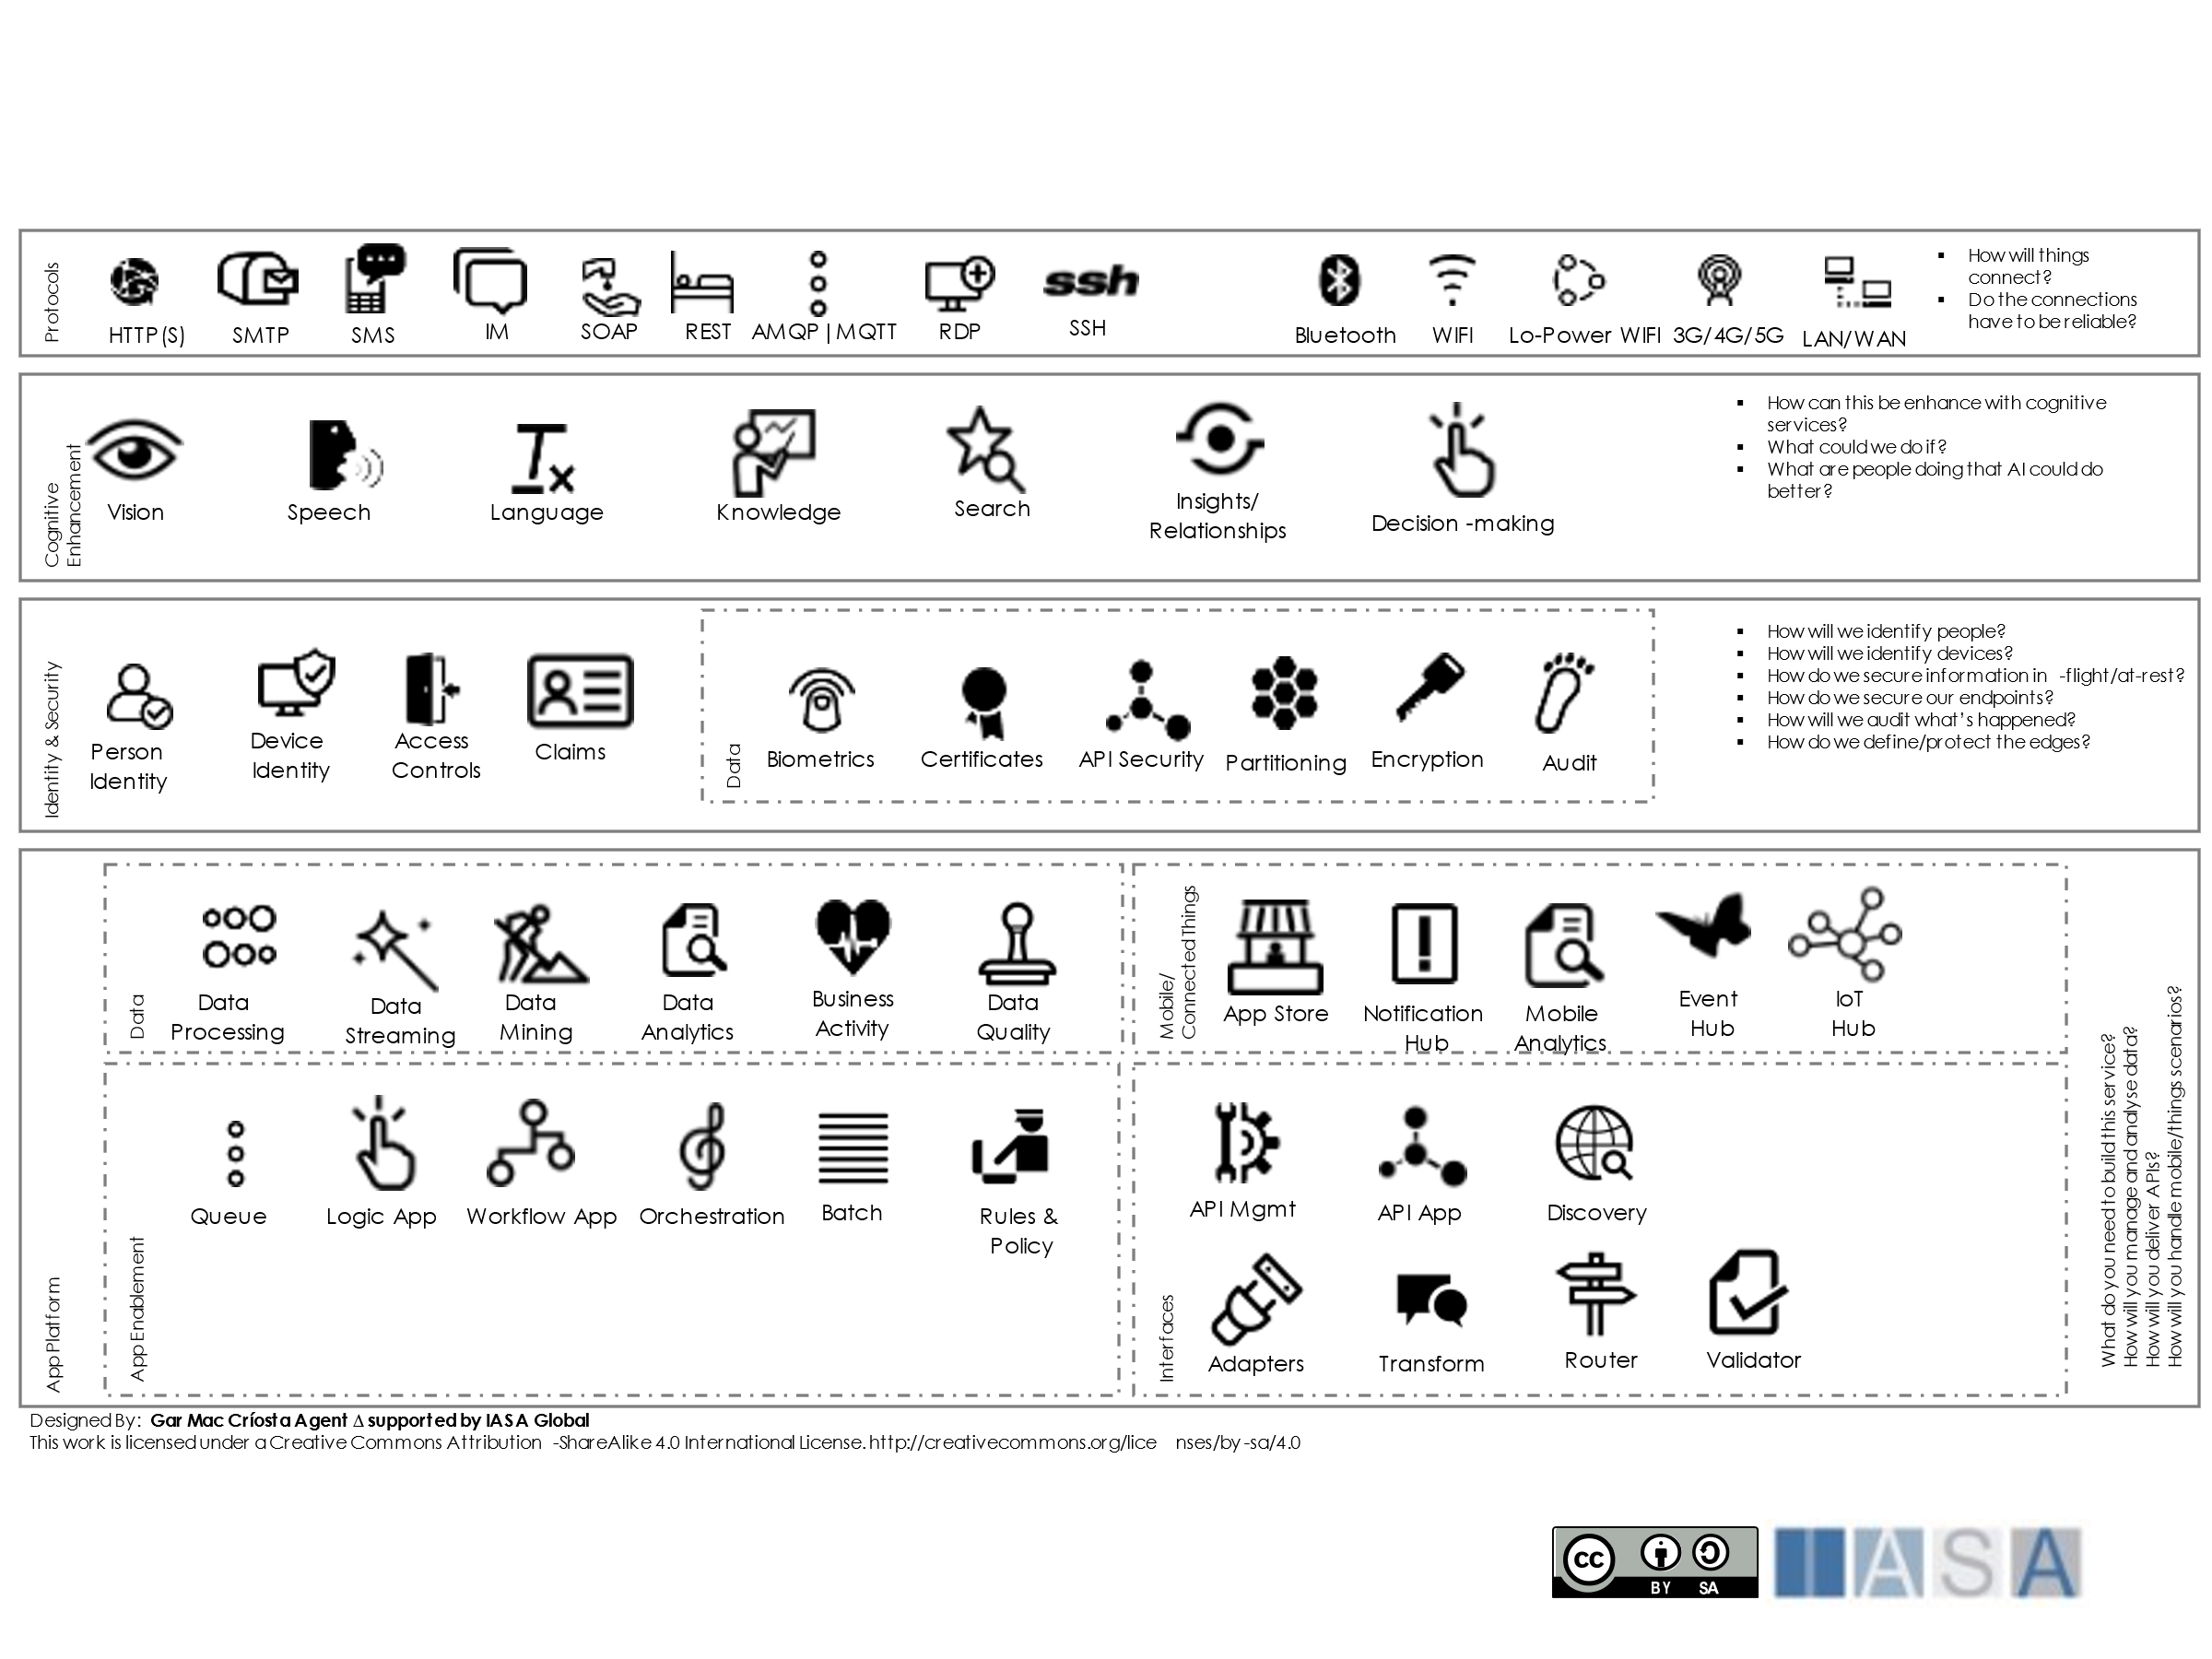 Protocols
HTTP(S)
SMTP
SMS
IM
SOAP
REST
AMQP | MQTT
RDP
ssh
SSH
Bluetooth
WIFI
Lo-Power WIFI
3G/4G/5G
LAN/WAN
▪ How will things
connect?
▪ Do the connections
have to be reliable?
Cognitive
Enhancement
Vision
Speech
Tx
Language
Knowledge
Search
Insights/
Relationships
Decision -making
▪ How can this be enhance with cognitive
services?
▪ What could we do if?
▪ What are people doing that AI could do
better?
Identity & Security
Person
Identity
Device
Identity
Access
Controls
Claims
Data
Biometrics
Certificates
API Security
Partitioning
Encryption
Audit
▪ How will we identify people?
▪ How will we identify devices?
▪ How do we secure information in -flight/at-rest?
▪ How do we secure our endpoints?
▪ How will we audit what's happened?
▪ How do we define/protect the edges?
App Platform
Data
Data
Processing
Data
Streaming
Data
Mining
Data
Analytics
Business
Activity
Data
Quality
Mobile/
Connected Things
App Store
Notification
Hub
Mobile
Analytics
Event
Hub
IoT
Hub
App Enablement
Queue
Logic App
Workflow App
Orchestration
Batch
Rules &
Policy
Interfaces
API Mgmt
API App
Discovery
Adapters
Transform
Router
Validator
What do you need to build this service?
How will you manage and analyse data?
How will you deliver APIs?
How will you handle mobile/things scenarios?
Designed By: Gar Mac Críosta Agent Δ supported by IASA Global
This work is licensed under a Creative Commons Attribution -ShareAlike 4.0 International License. http://creativecommons.org/lice nses/by -sa/4.0
cc
BY SA
IASA